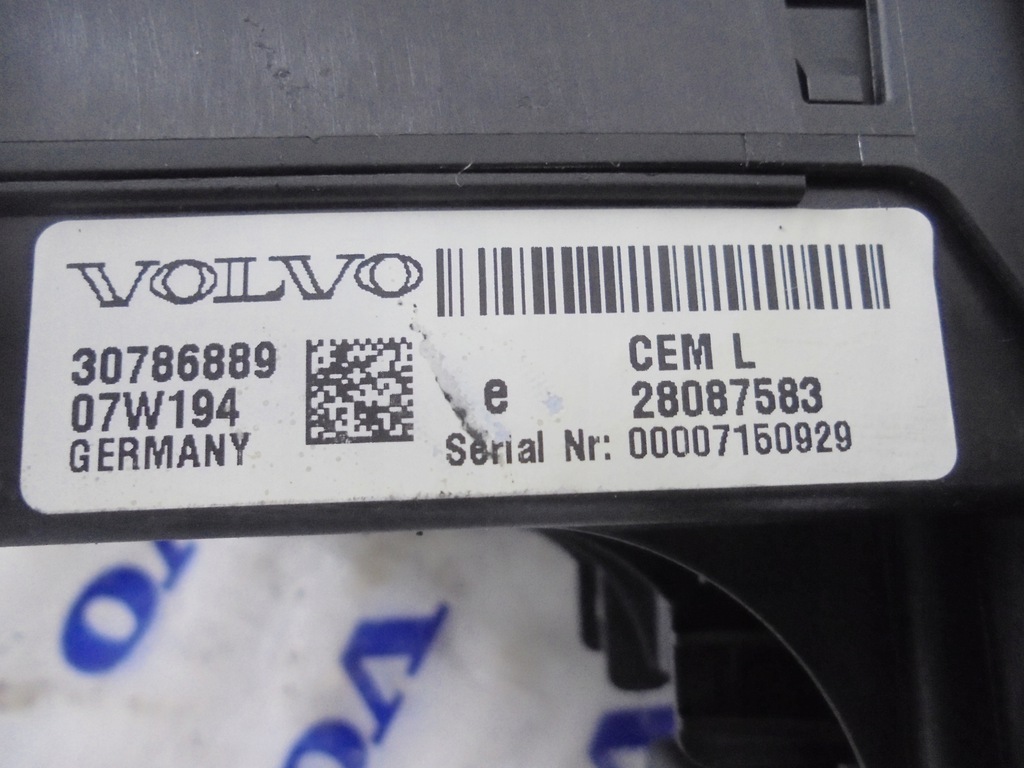 VOLVO
30786889
07W194
GERMANY
CEM L
e 28087583
Serial Nr: 00007150929